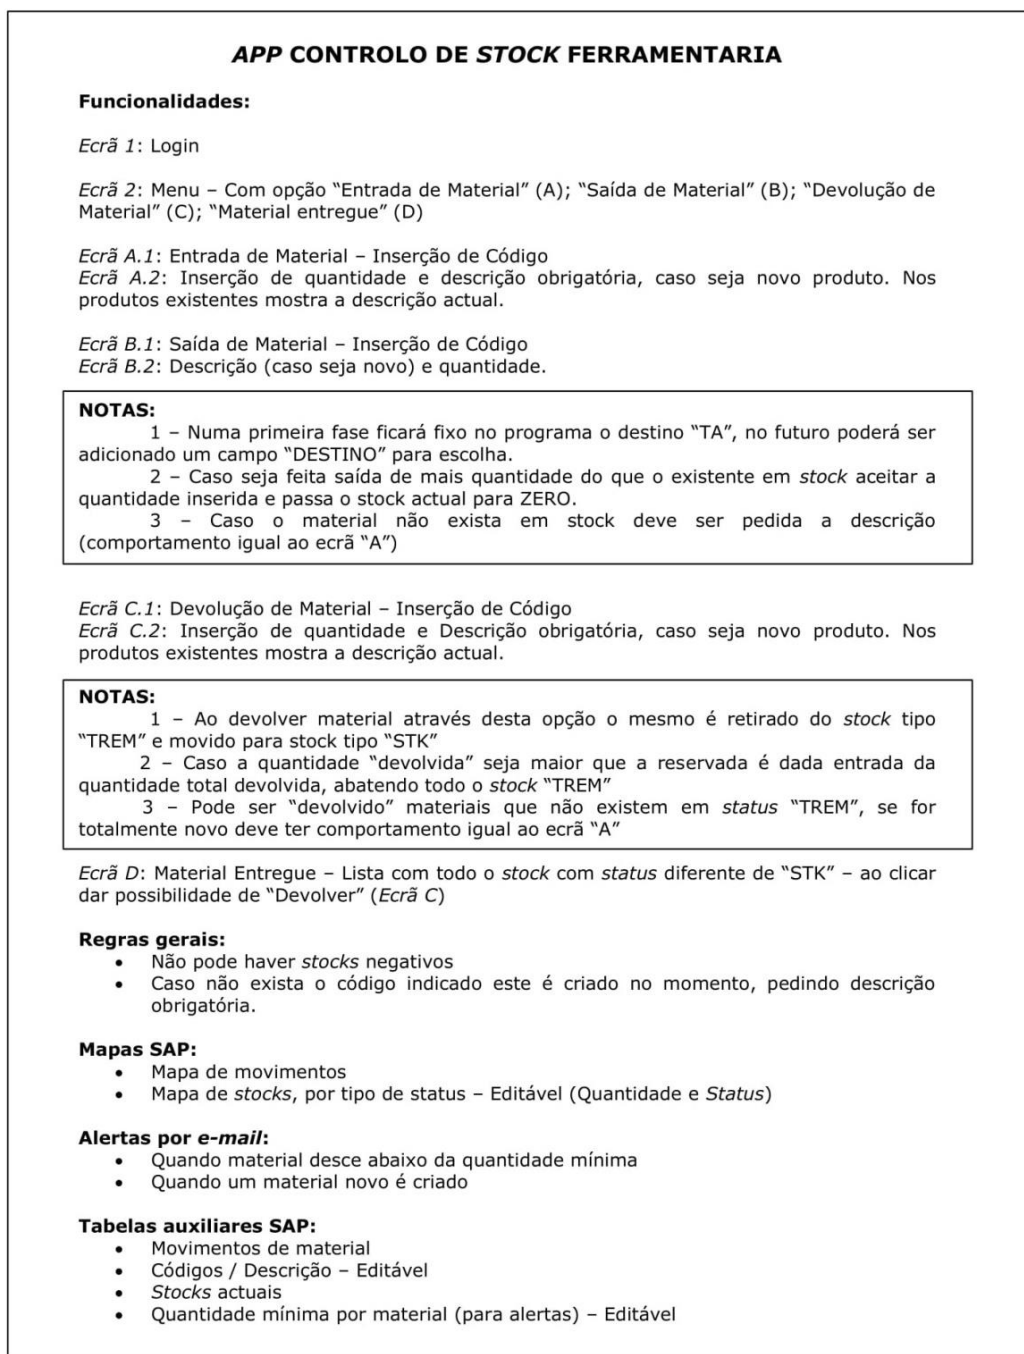 APP CONTROLO DE STOCK FERRAMENTARIA
Funcionalidades:
Ecrã 1: Login
Ecrã 2: Menu – Com opção “Entrada de Material” (A); “Saída de Material” (B); “Devolução de
Material” (C); “Material entregue” (D)
Ecrã A.1: Entrada de Material – Inserção de Código
Ecrã A.2: Inserção de quantidade e descrição obrigatória, caso seja novo produto. Nos
produtos existentes mostra a descrição actual.
Ecrã B.1: Saída de Material – Inserção de Código
Ecrã B.2: Descrição (caso seja novo) e quantidade.
NOTAS:
1 – Numa primeira fase ficará fixo no programa o destino “TA”, no futuro poderá ser
adicionado um campo “DESTINO” para escolha.
2 – Caso seja feita saída de mais quantidade do que o existente em stock aceitar a
quantidade inserida e passa o stock actual para ZERO.
3 – Caso o material não exista em stock deve ser pedida a descrição
(comportamento igual ao ecrã “A”)
Ecrã C.1: Devolução de Material – Inserção de Código
Ecrã C.2: Inserção de quantidade e Descrição obrigatória, caso seja novo produto. Nos
produtos existentes mostra a descrição actual.
NOTAS:
1 – Ao devolver material através desta opção o mesmo é retirado do stock tipo
“TREM” e movido para stock tipo “STK”
2 – Caso a quantidade “devolvida” seja maior que a reservada é dada entrada da
quantidade total devolvida, abatendo todo o stock “TREM”
3 – Pode ser “devolvido” materiais que não existem em status “TREM”, se for
totalmente novo deve ter comportamento igual ao ecrã “A”
Ecrã D: Material Entregue – Lista com todo o stock com status diferente de “STK” – ao clicar
dar possibilidade de “Devolver” (Ecrã C)
Regras gerais:
• Não pode haver stocks negativos
• Caso não exista o código indicado este é criado no momento, pedindo descrição
obrigatória.
Mapas SAP:
• Mapa de movimentos
• Mapa de stocks, por tipo de status – Editável (Quantidade e Status)
Alertas por e-mail:
• Quando material desce abaixo da quantidade mínima
• Quando um material novo é criado
Tabelas auxiliares SAP:
• Movimentos de material
• Códigos / Descrição – Editável
• Stocks actuais
• Quantidade mínima por material (para alertas) – Editável